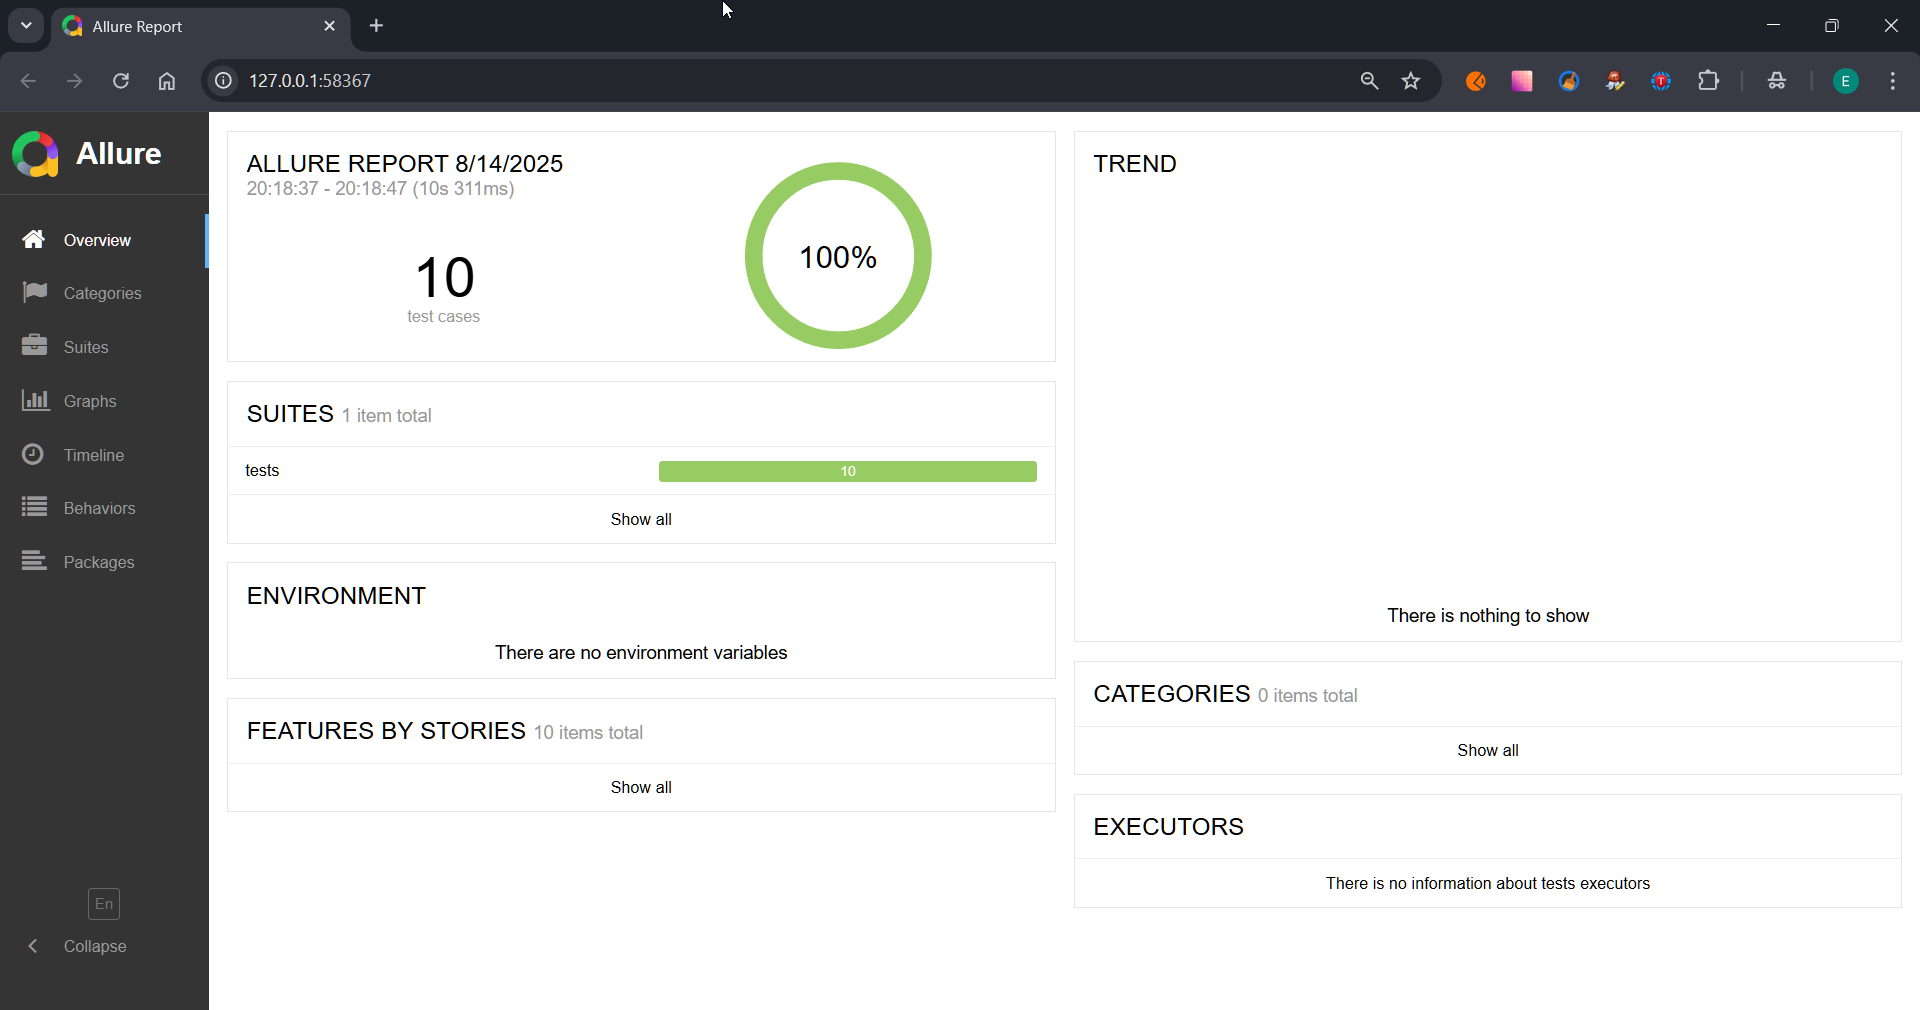 Allure Report
127.0.0.1:58367
E
Allure
Overview
Categories
Suites
Graphs
Timeline
Behaviors
Packages
En
Collapse
ALLURE REPORT 8/14/2025
20:18:37 - 20:18:47 (10s 311ms)
10
test cases
100%
SUITES 1 item total
tests
10
Show all
ENVIRONMENT
There are no environment variables
FEATURES BY STORIES 10 items total
Show all
TREND
There is nothing to show
CATEGORIES 0 items total
Show all
EXECUTORS
There is no information about tests executors